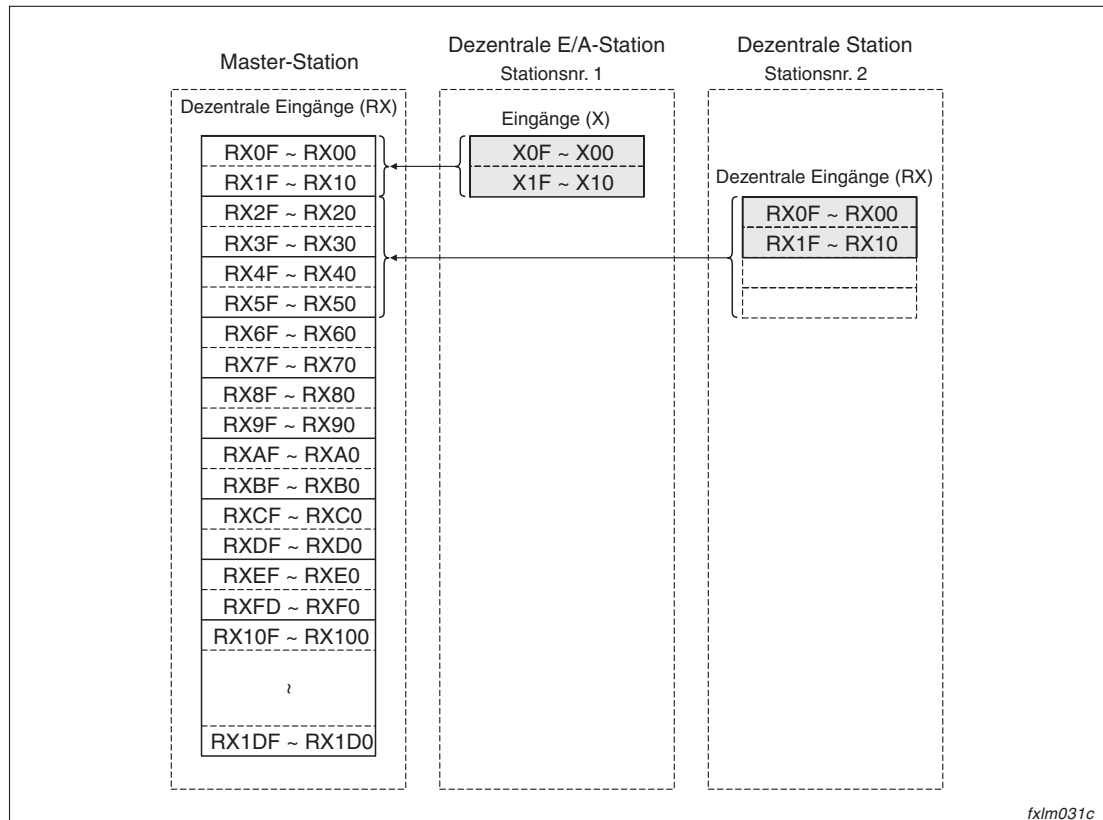 Master-Station
Dezentrale Eingänge (RX)
RX0F ~ RX00
RX1F ~ RX10
RX2F ~ RX20
RX3F ~ RX30
RX4F ~ RX40
RX5F ~ RX50
RX6F ~ RX60
RX7F ~ RX70
RX8F ~ RX80
RX9F ~ RX90
RXAF ~ RXA0
RXBF ~ RXB0
RXCF ~ RXC0
RXDF ~ RXD0
RXEF ~ RXE0
RXFD ~ RXF0
RX10F ~ RX100
~
RX1DF ~ RX1D0
Dezentrale E/A-Station
Stationsnr. 1
Eingänge (X)
X0F ~ X00
X1F ~ X10
Dezentrale Station
Stationsnr. 2
Dezentrale Eingänge (RX)
RX0F ~ RX00
RX1F ~ RX10
fxlm031c